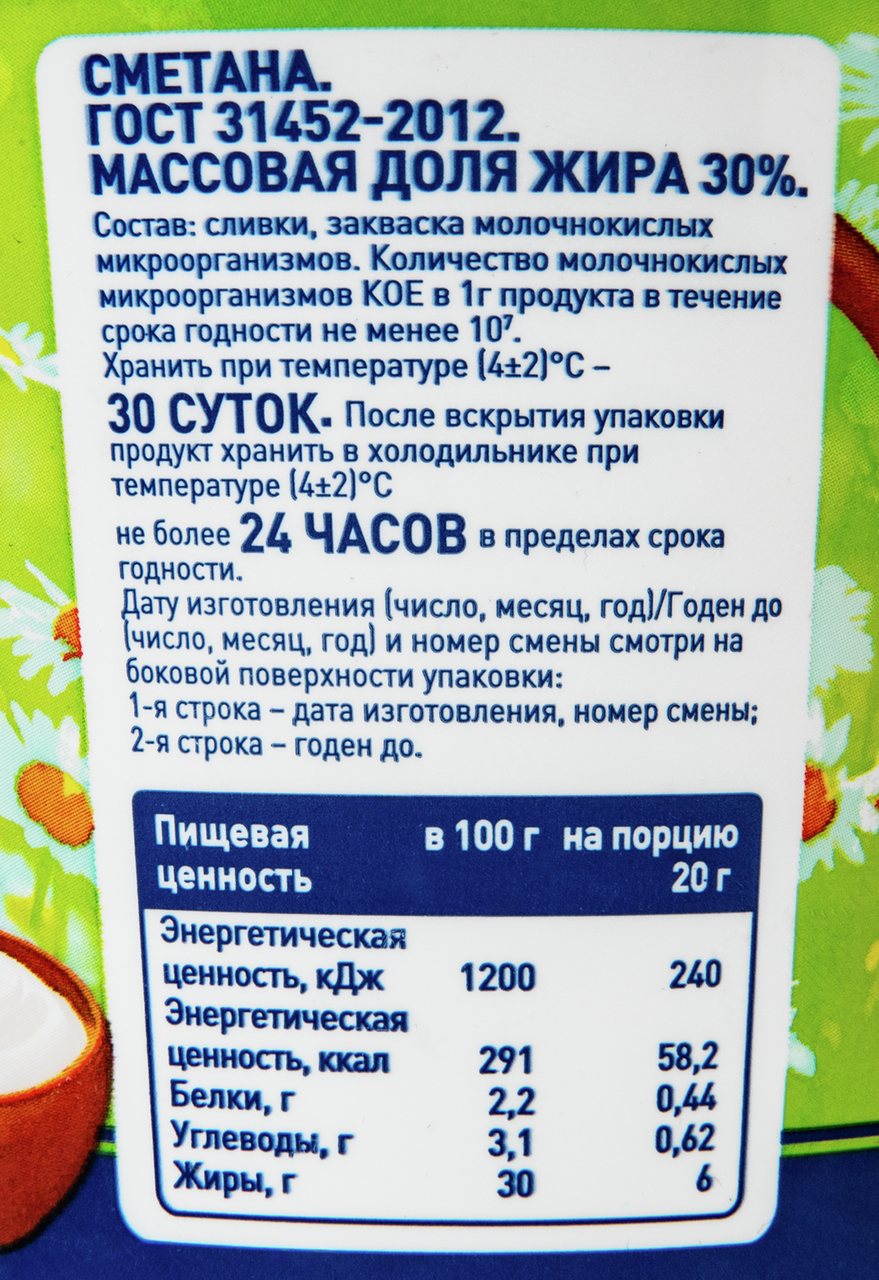 СМЕТАНА.
ГОСТ 31452-2012.
МАССОВАЯ ДОЛЯ ЖИРА 30%.
Состав: сливки, закваска молочнокислых
микроорганизмов. Количество молочнокислых
микроорганизмов КОЕ в 1г продукта в течение
срока годности не менее 10⁷.
Хранить при температуре (4±2)°С –
30 СУТОК. После вскрытия упаковки
продукт хранить в холодильнике при
температуре (4±2)°С
не более 24 ЧАСОВ в пределах срока
годности.
Дату изготовления (число, месяц, год)/Годен до
(число, месяц, год) и номер смены смотри на
боковой поверхности упаковки:
1-я строка – дата изготовления, номер смены;
2-я строка – годен до.
Пищевая в 100 г на порцию
ценность 20 г
Энергетическая
ценность, кДж 1200 240
Энергетическая
ценность, ккал 291 58,2
Белки, г 2,2 0,44
Углеводы, г 3,1 0,62
Жиры, г 30 6